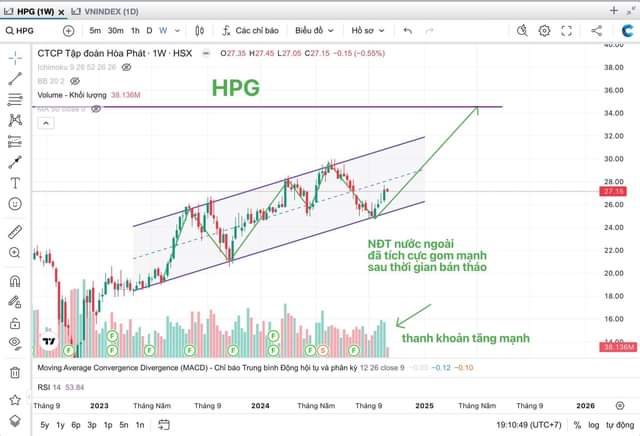 HPG (1W)
VNINDEX (1D)
HPG
5m 30m 1h D W
Chỉ báo
Biểu đồ
Hồ sơ
CTCP Tập đoàn Hòa Phát · 1W · HSX
O27.35 H27.45 L27.05 C27.15 −0.15 (−0.55%)
Ichimoku 9 26 52 26 26
BB 20 2
Volume - Khối lượng 38.136M
MA 50 close 0
HPG
40.00
38.00
36.00
34.00
32.00
30.00
28.00
27.15
26.00
24.00
22.00
20.00
18.00
16.00
14.00
38.136M
NĐT nước ngoài
đã tích cực gom mạnh
sau thời gian bán tháo
thanh khoản tăng mạnh
F F F F F F F F F S F
Moving Average Convergence Divergence (MACD) - Chỉ báo Trung bình Động hội tụ và phân kỳ 12 26 close 9 −0.03 −0.12 −0.10
RSI 14 53.84
Tháng 9 2023 Tháng Năm Tháng 9 2024 Tháng Năm Tháng 9 2025 Tháng Năm Tháng 9 2026
5y 1y 6p 3p 1p 5n 1n
19:10:49 (UTC+7) % log tự động